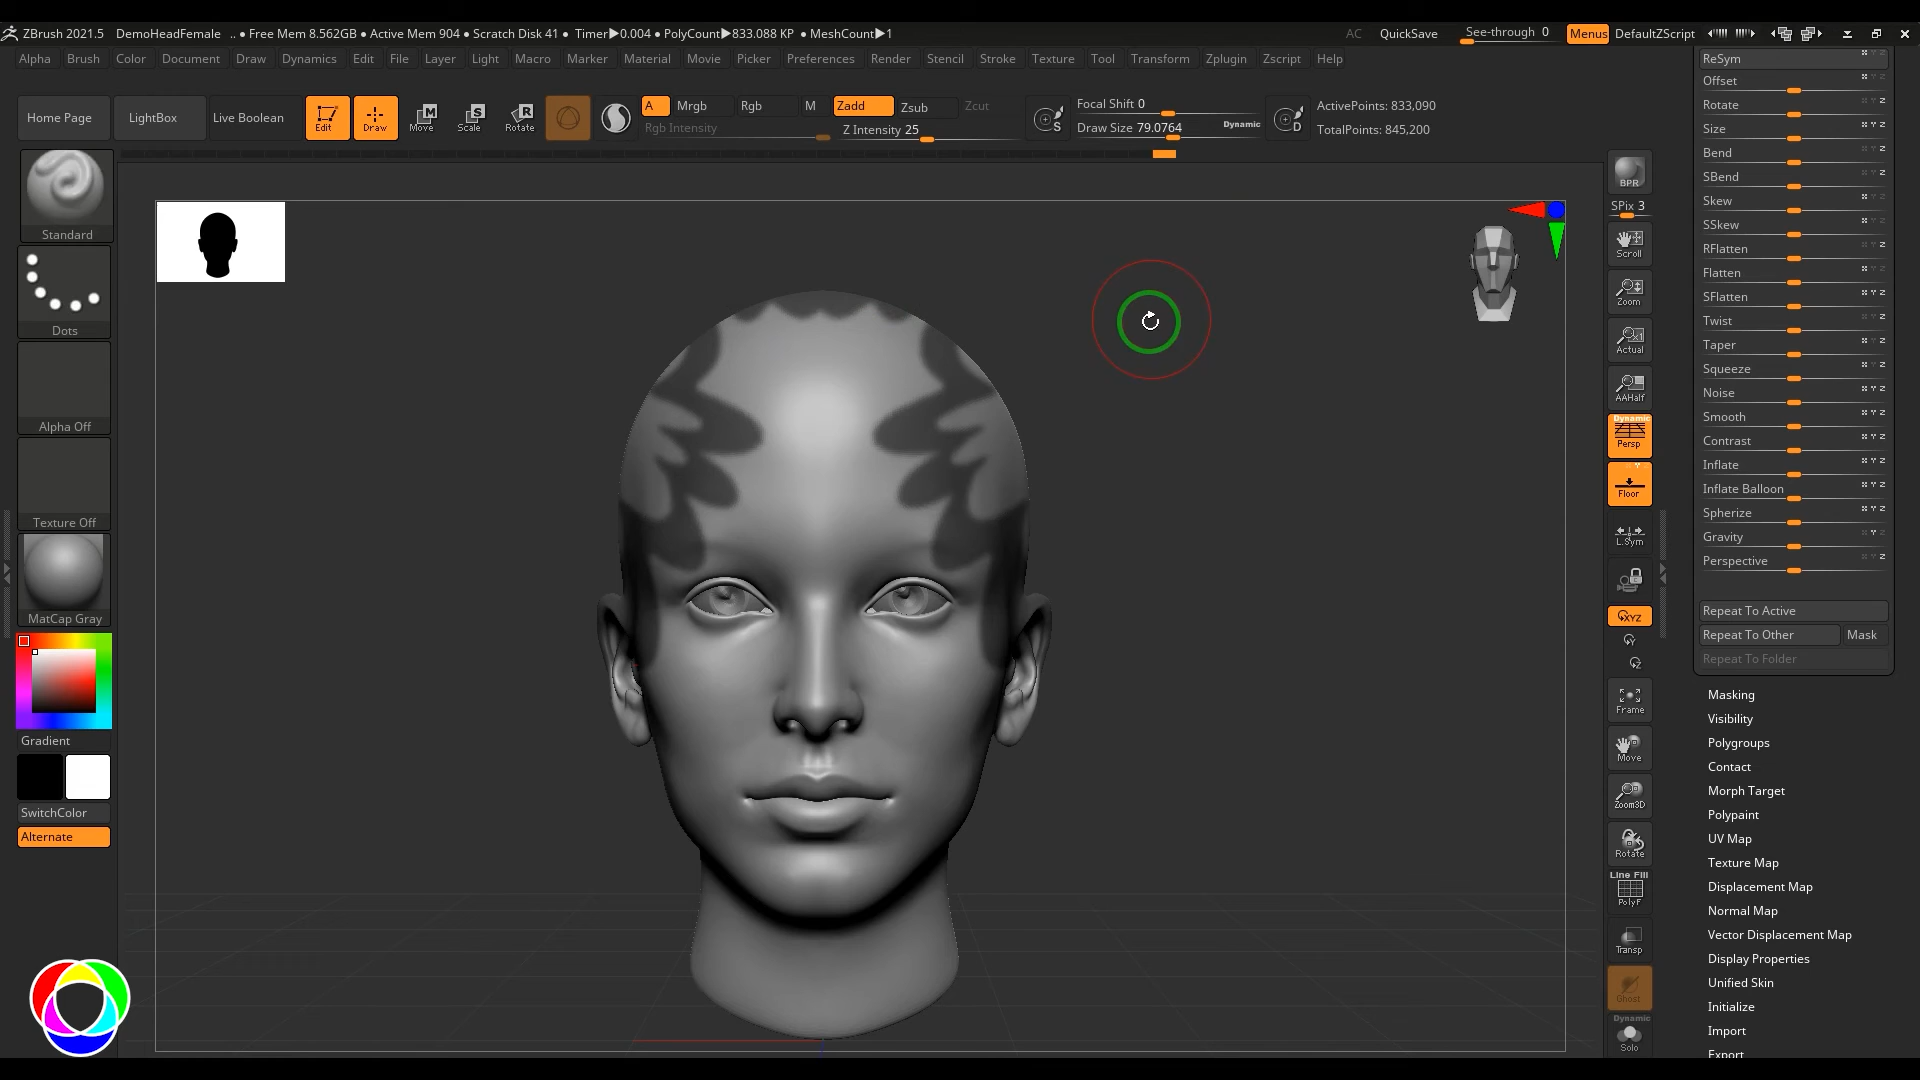 ZBrush 2021.5 DemoHeadFemale .. ● Free Mem 8.562GB ● Active Mem 904 ● Scratch Disk 41 ● Timer▶0.004 ● PolyCount▶833.088 KP ● MeshCount▶1 AC QuickSave See-through 0 Menus DefaultZScript
Alpha Brush Color Document Draw Dynamics Edit File Layer Light Macro Marker Material Movie Picker Preferences Render Stencil Stroke Texture Tool Transform Zplugin Zscript Help
Home Page LightBox Live Boolean Edit Draw Move Scale Rotate A Mrgb Rgb M Zadd Zsub Zcut
Rgb Intensity Z Intensity 25
S Focal Shift 0
Draw Size 79.0764 Dynamic
D ActivePoints: 833,090
TotalPoints: 845,200
Standard
Dots
Alpha Off
Texture Off
MatCap Gray
Gradient
SwitchColor
Alternate
BPR
SPix 3
Scroll
Zoom
Actual
AAHalf
Dynamic
Persp
Floor
L.Sym
XYZ
Y
Z
Frame
Move
Zoom3D
Rotate
Line Fill
PolyF
Transp
Ghost
Dynamic
Solo
ReSym
Offset
Rotate
Size
Bend
SBend
Skew
SSkew
RFlatten
Flatten
SFlatten
Twist
Taper
Squeeze
Noise
Smooth
Contrast
Inflate
Inflate Balloon
Spherize
Gravity
Perspective
Repeat To Active
Repeat To Other Mask
Repeat To Folder
Masking
Visibility
Polygroups
Contact
Morph Target
Polypaint
UV Map
Texture Map
Displacement Map
Normal Map
Vector Displacement Map
Display Properties
Unified Skin
Initialize
Import
Export